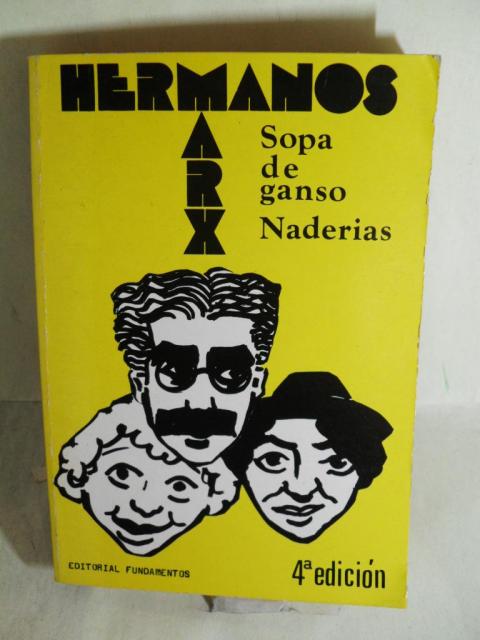 HERMANOS
MARX
Sopa
de
ganso
Naderias
EDITORIAL FUNDAMENTOS
4ª edición